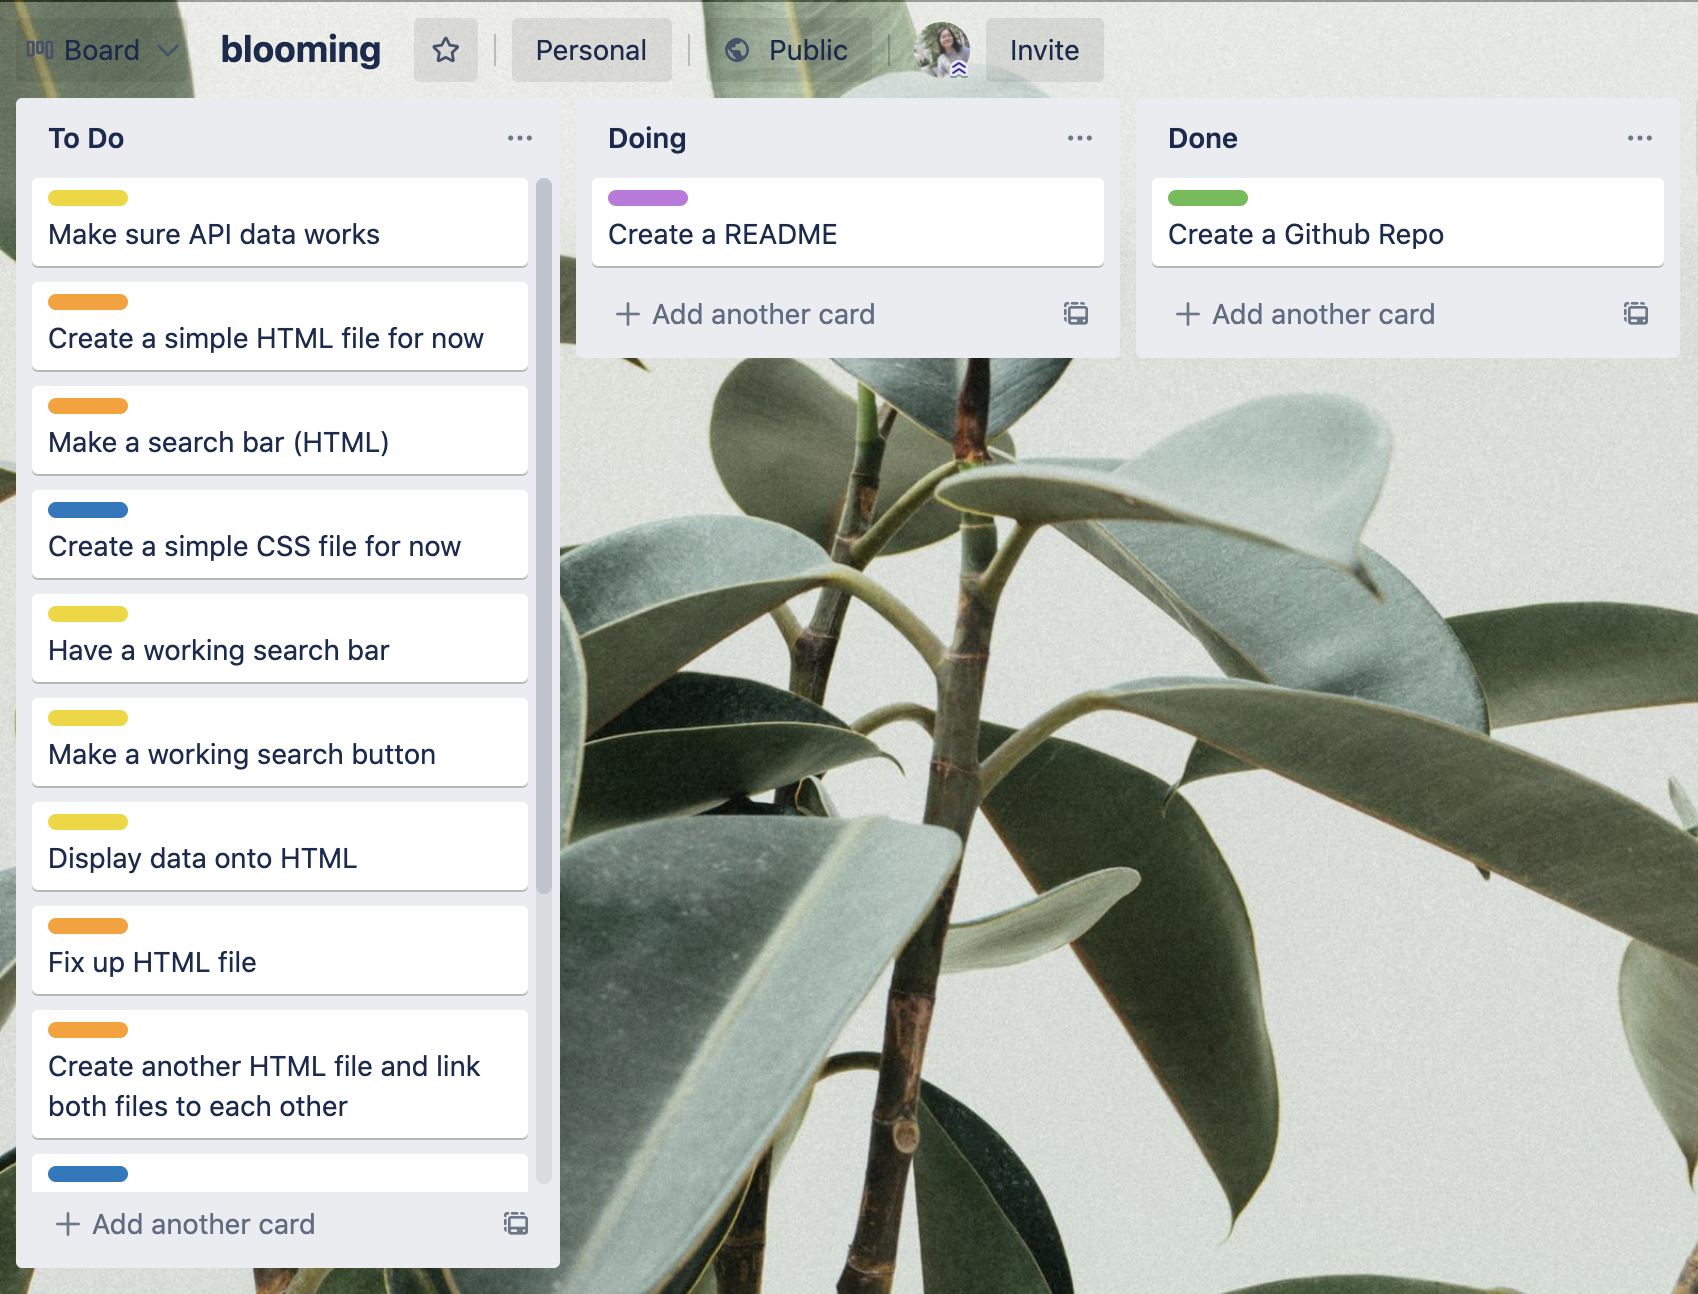 Board
blooming
Personal
Public
Invite
To Do
Make sure API data works
Create a simple HTML file for now
Make a search bar (HTML)
Create a simple CSS file for now
Have a working search bar
Make a working search button
Display data onto HTML
Fix up HTML file
Create another HTML file and link
both files to each other
Add another card
Doing
Create a README
Add another card
Done
Create a Github Repo
Add another card